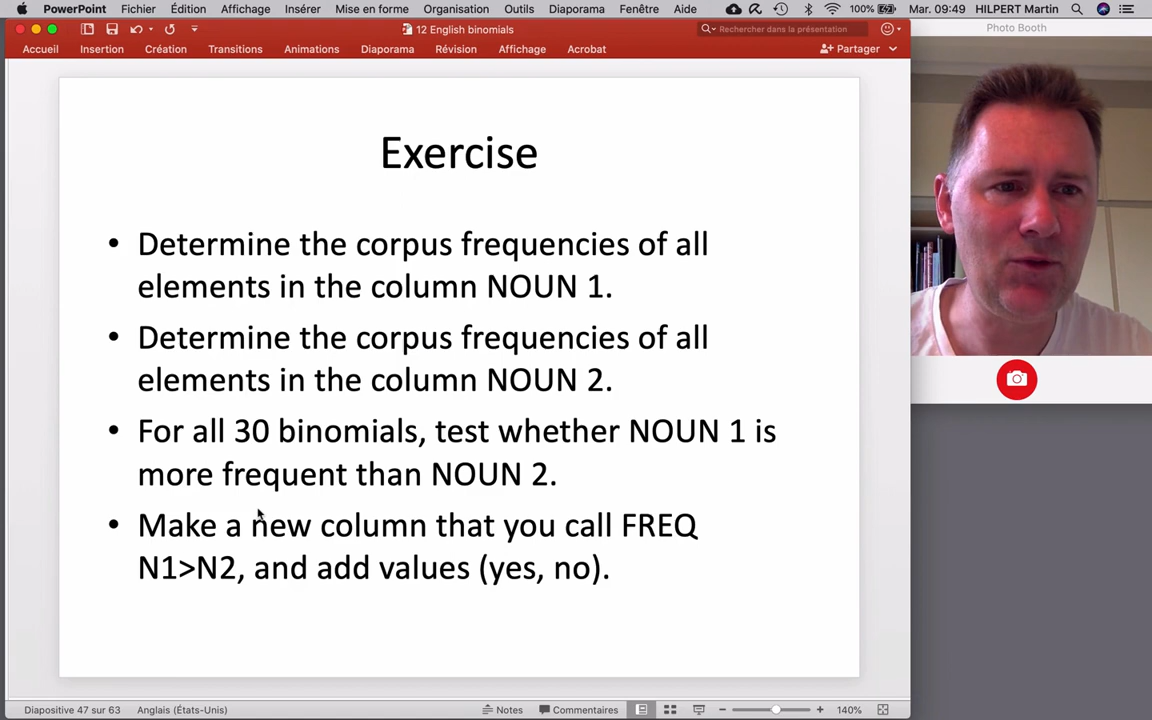 PowerPoint Fichier Édition Affichage Insérer Mise en forme Organisation Outils Diaporama Fenêtre Aide 100% Mar. 09:49 HILPERT Martin
12 English binomials
Rechercher dans la présentation
Photo Booth
Accueil Insertion Création Transitions Animations Diaporama Révision Affichage Acrobat Partager
Exercise
• Determine the corpus frequencies of all
elements in the column NOUN 1.
• Determine the corpus frequencies of all
elements in the column NOUN 2.
• For all 30 binomials, test whether NOUN 1 is
more frequent than NOUN 2.
• Make a new column that you call FREQ
N1>N2, and add values (yes, no).
Diapositive 47 sur 63 Anglais (États-Unis) Notes Commentaires 140%